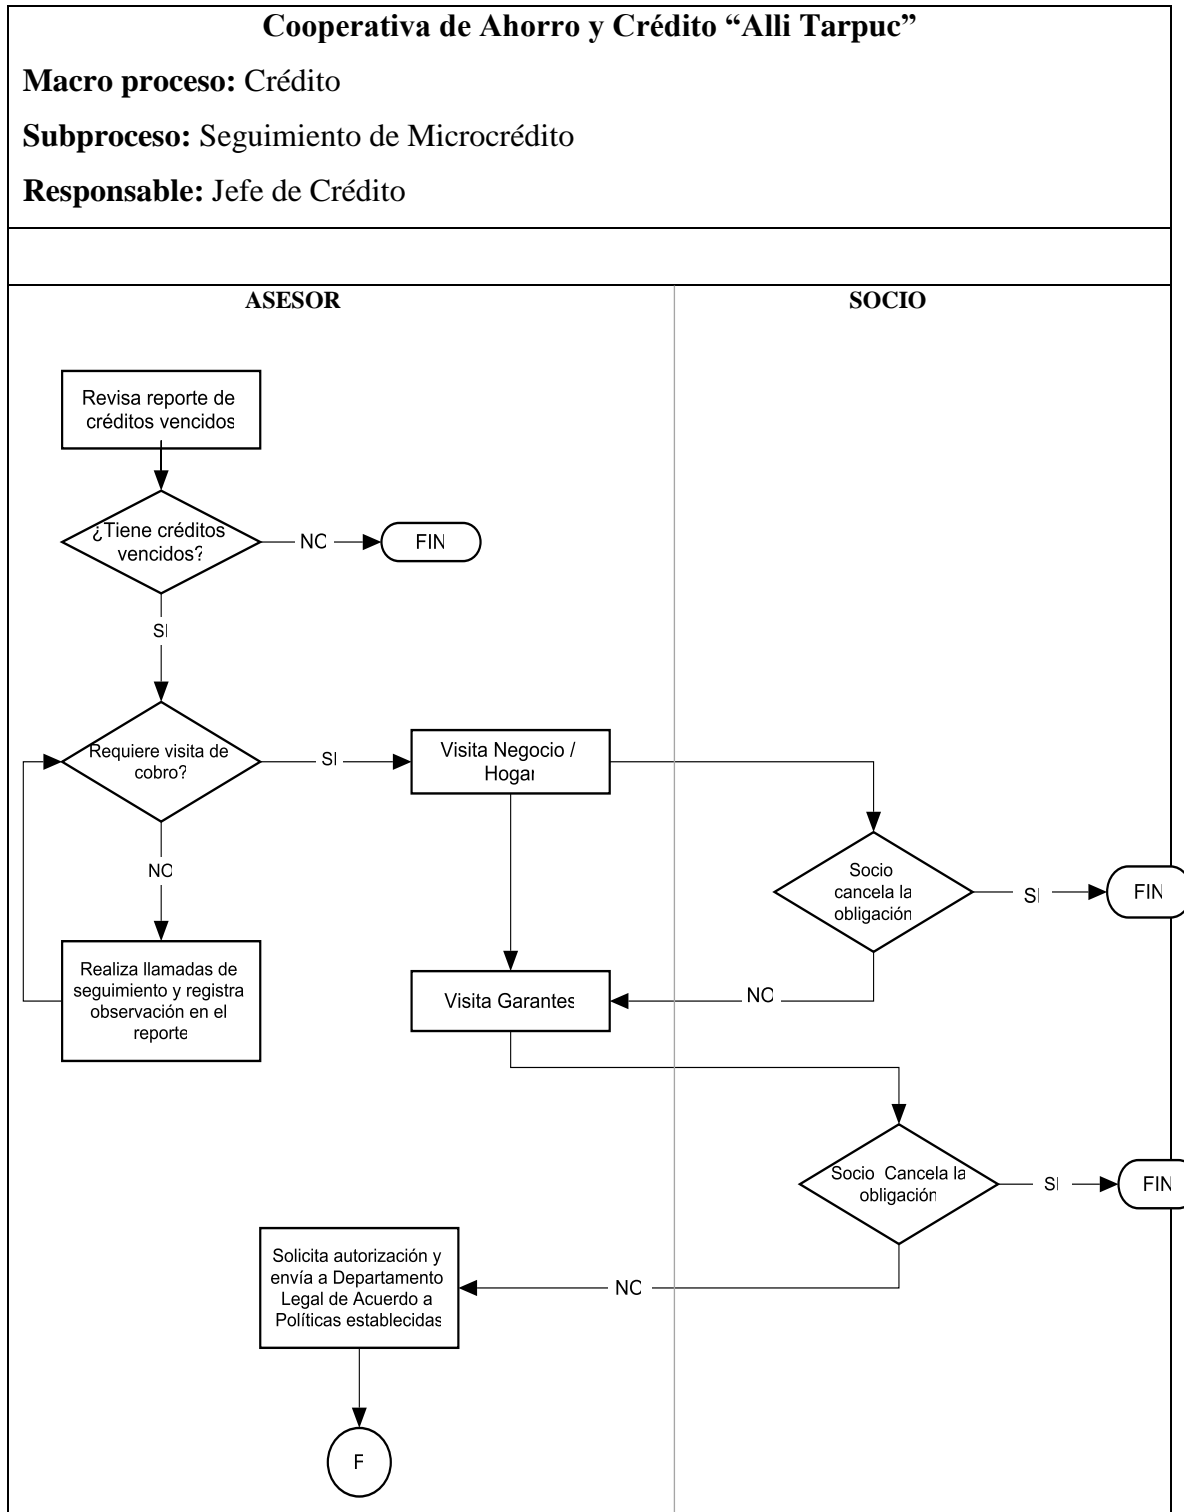 Cooperativa de Ahorro y Crédito “Alli Tarpuc”
Macro proceso: Crédito
Subproceso: Seguimiento de Microcrédito
Responsable: Jefe de Crédito
ASESOR
SOCIO
Revisa reporte de
créditos vencidos
¿Tiene créditos
vencidos?
NO
FIN
SI
Requiere visita de
cobro?
SI
Visita Negocio /
Hogar
NO
Socio
cancela la
obligación
SI
FIN
Realiza llamadas de
seguimiento y registra
observación en el
reporte
Visita Garantes
NO
Socio Cancela la
obligación
SI
FIN
Solicita autorización y
envía a Departamento
Legal de Acuerdo a
Políticas establecidas
NO
F